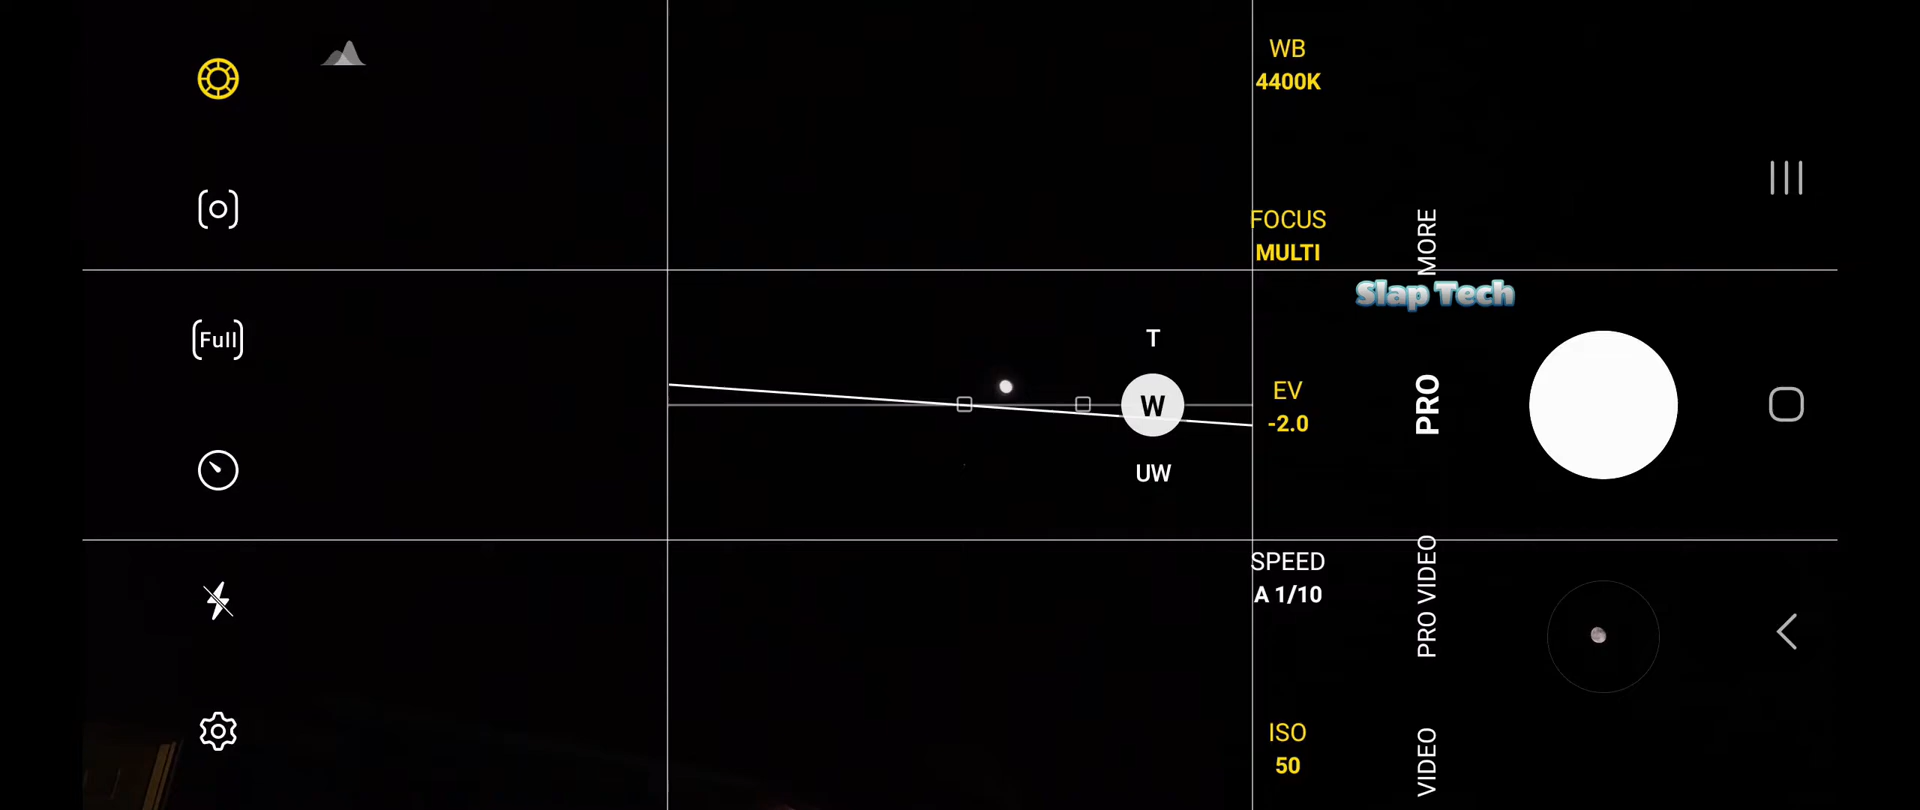 WB
4400K
FOCUS
MULTI
MORE
Slap Tech
Full
T
W
UW
EV
-2.0
PRO
SPEED
A 1/10
PRO VIDEO
ISO
50
VIDEO